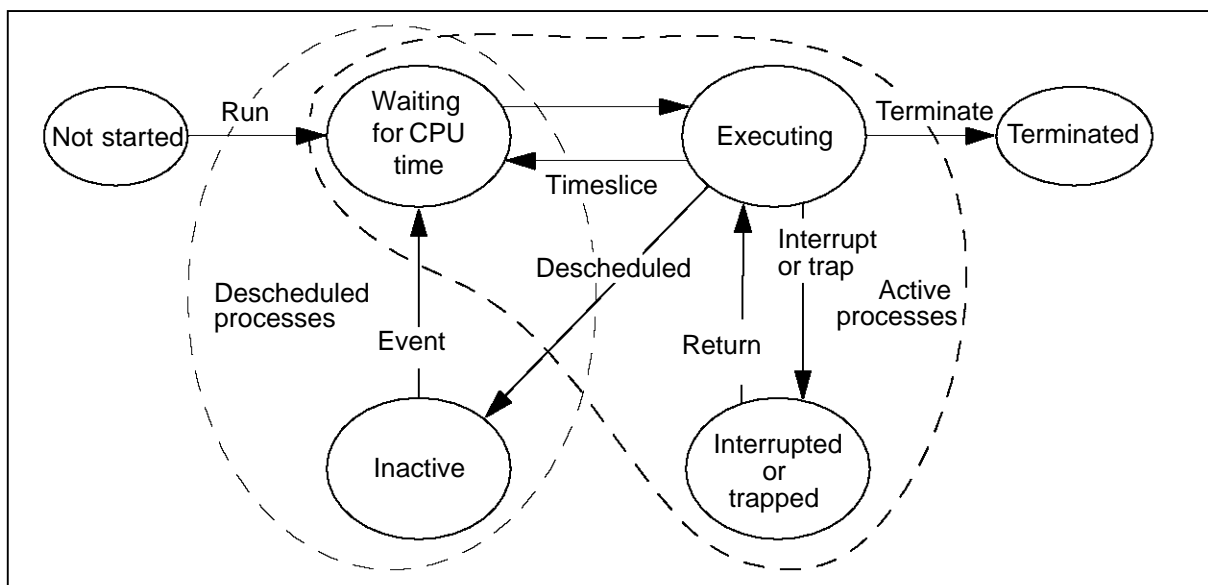 Not started
Run
Waiting
for CPU
time
Timeslice
Executing
Terminate
Terminated
Descheduled
processes
Event
Descheduled
Interrupt
or trap
Return
Active
processes
Inactive
Interrupted
or
trapped